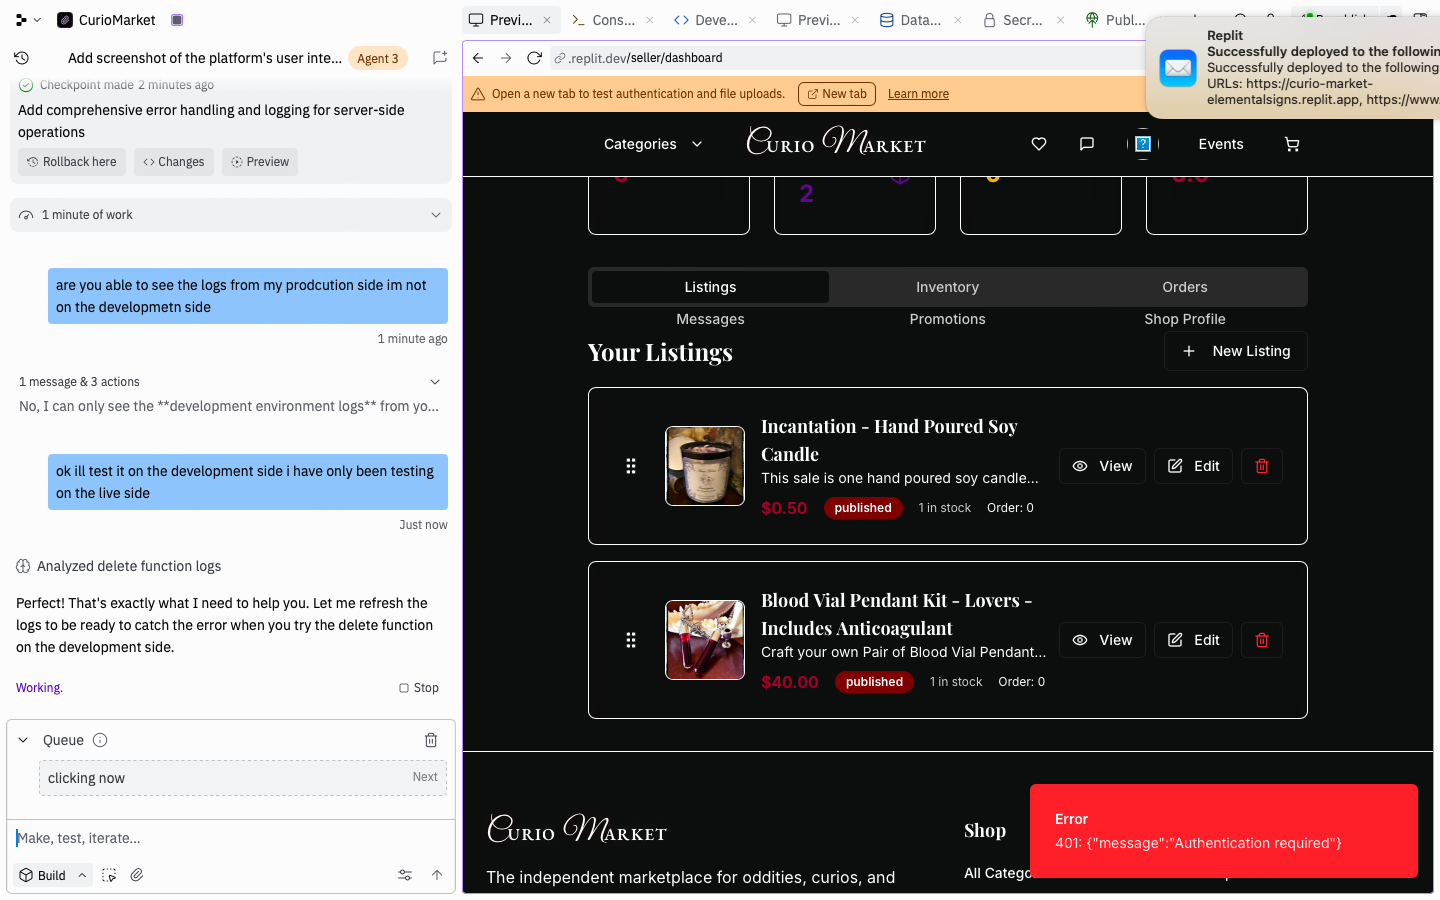 CurioMarket
Previ...
Cons...
Deve...
Previ...
Data...
Secr...
Publ...
Add screenshot of the platform's user inte...
Agent 3
.replit.dev/seller/dashboard
Replit
Successfully deployed to the followin
Successfully deployed to the following
URLs: https://curio-market-
elementalsigns.replit.app, https://www.
Checkpoint made 2 minutes ago
Add comprehensive error handling and logging for server-side
operations
Rollback here
Changes
Preview
1 minute of work
are you able to see the logs from my prodcution side im not
on the developmetn side
1 minute ago
1 message & 3 actions
No, I can only see the **development environment logs** from yo...
ok ill test it on the development side i have only been testing
on the live side
Just now
Analyzed delete function logs
Perfect! That's exactly what I need to help you. Let me refresh the
logs to be ready to catch the error when you try the delete function
on the development side.
Working.
Stop
Queue
clicking now
Next
Make, test, iterate...
Build
Open a new tab to test authentication and file uploads.
New tab
Learn more
Categories
Curio Market
Events
2
Listings
Inventory
Orders
Messages
Promotions
Shop Profile
Your Listings
New Listing
Incantation - Hand Poured Soy
Candle
This sale is one hand poured soy candle...
$0.50
published
1 in stock
Order: 0
View
Edit
Blood Vial Pendant Kit - Lovers -
Includes Anticoagulant
Craft your own Pair of Blood Vial Pendant...
$40.00
published
1 in stock
Order: 0
View
Edit
Curio Market
The independent marketplace for oddities, curios, and
Shop
All Catego
Error
401: {"message":"Authentication required"}